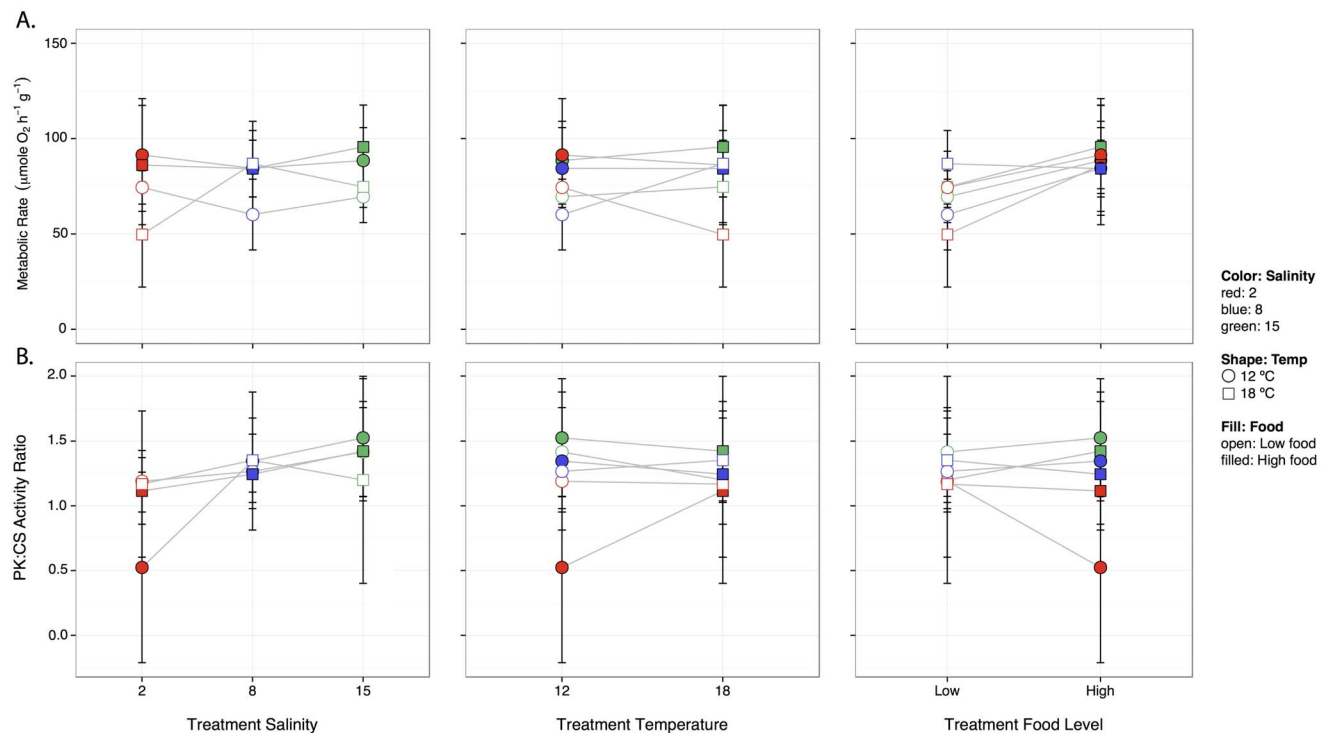 A.
Metabolic Rate (µmole O₂ h⁻¹ g⁻¹)
150
100
50
0
B.
PK:CS Activity Ratio
2.0
1.5
1.0
0.5
0.0
2 8 15
12 18
Low High
Treatment Salinity
Treatment Temperature
Treatment Food Level
Color: Salinity
red: 2
blue: 8
green: 15
Shape: Temp
12 ºC
18 ºC
Fill: Food
open: Low food
filled: High food